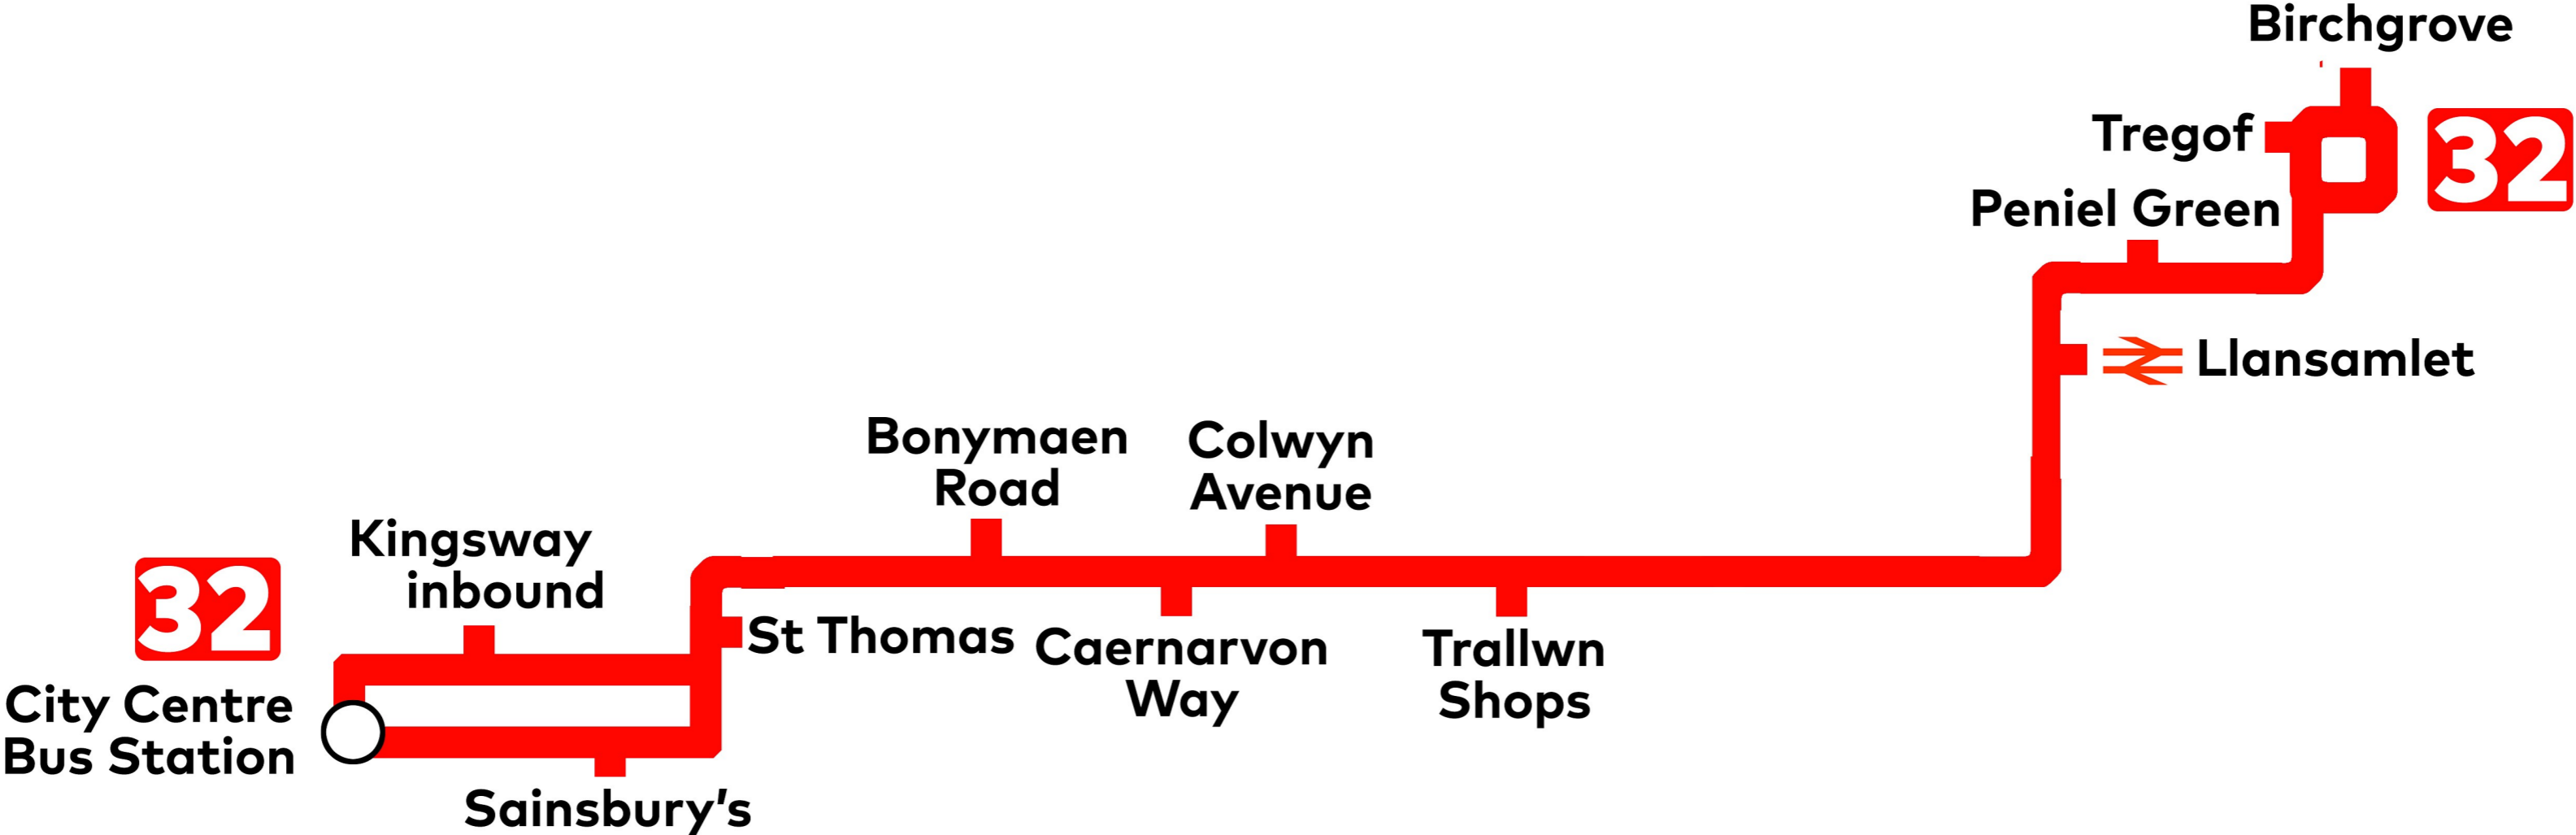 Birchgrove
Tregof
32
Peniel Green
Llansamlet
Bonymaen
Road
Colwyn
Avenue
Kingsway
inbound
32
St Thomas
Caernarvon
Way
Trallwn
Shops
City Centre
Bus Station
Sainsbury's